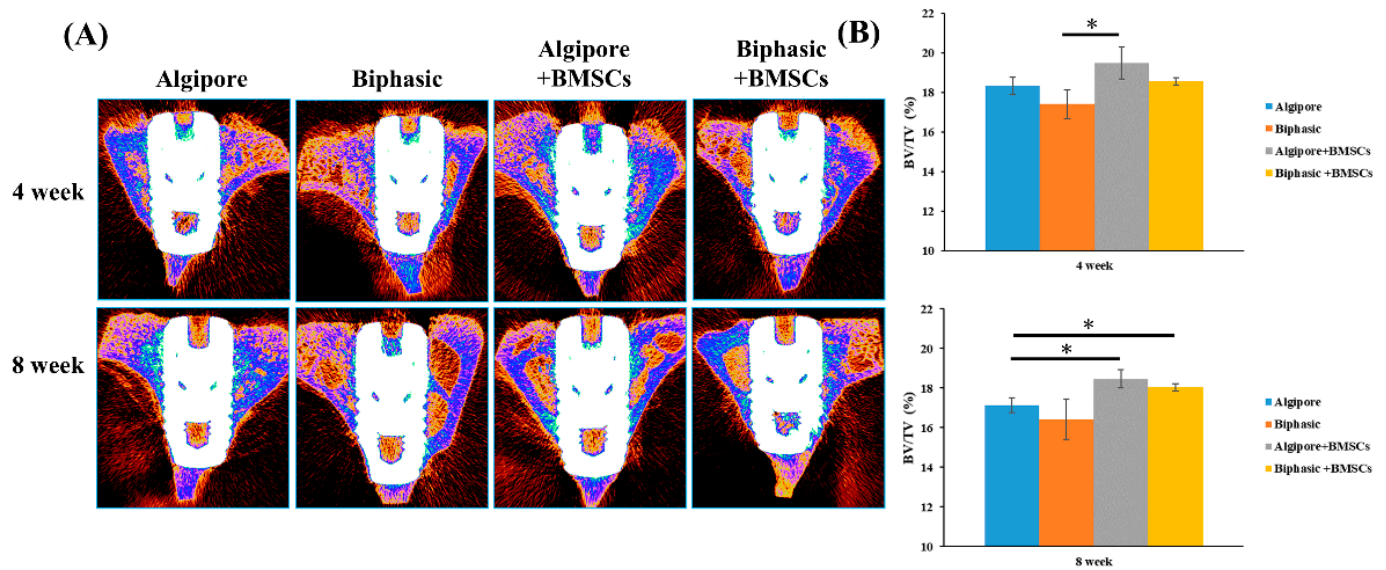 (A)
Algipore
Biphasic
Algipore
+BMSCs
Biphasic
+BMSCs
4 week
8 week
(B)
22
20
18
16
14
12
10
BV/TV (%)
*
4 week
Algipore
Biphasic
Algipore+BMSCs
Biphasic +BMSCs
22
20
18
16
14
12
10
BV/TV (%)
*
*
8 week
Algipore
Biphasic
Algipore+BMSCs
Biphasic +BMSCs